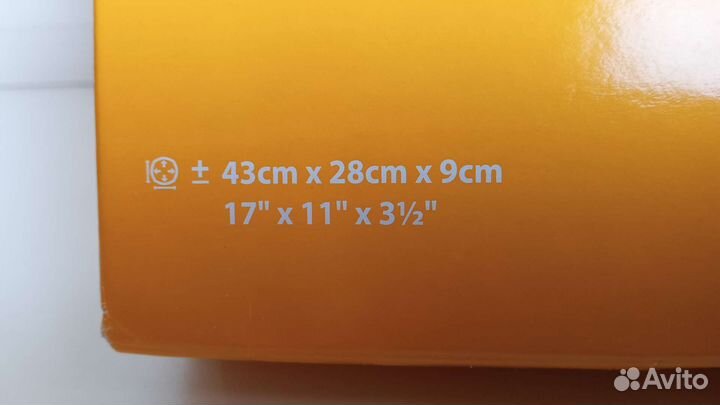 ± 43cm x 28cm x 9cm
17" x 11" x 3½"
Avito